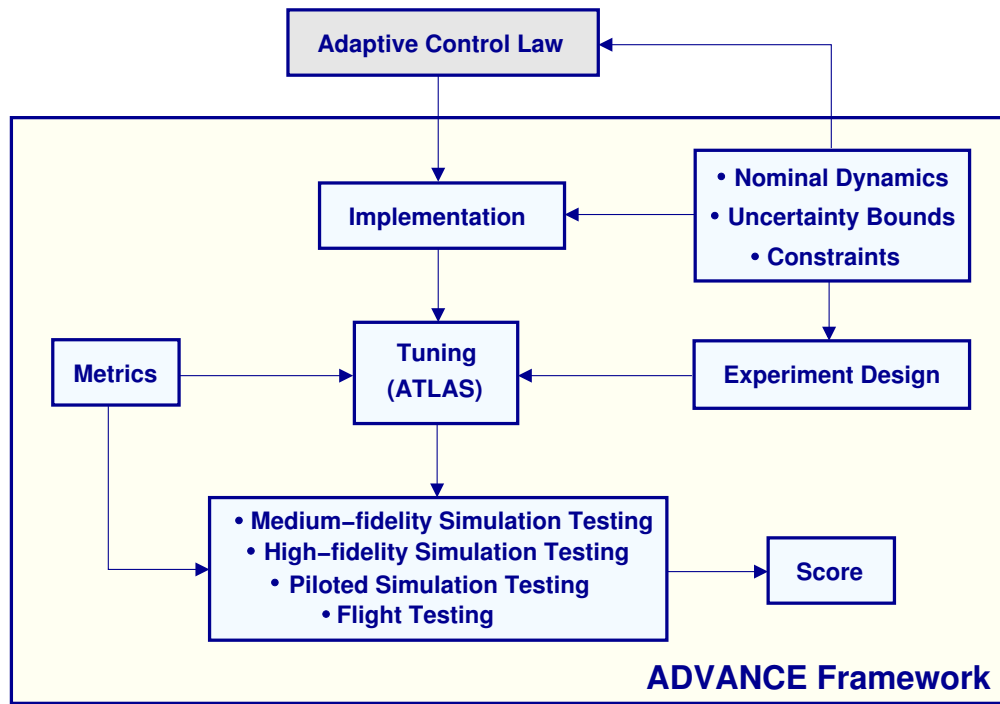 Adaptive Control Law
• Nominal Dynamics
• Uncertainty Bounds
• Constraints
Implementation
Tuning
(ATLAS)
Metrics
Experiment Design
• Medium−fidelity Simulation Testing
• High−fidelity Simulation Testing
• Piloted Simulation Testing
• Flight Testing
Score
ADVANCE Framework